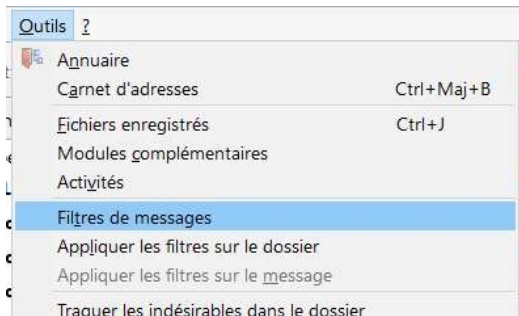 Outils ?
Annuaire
Carnet d'adresses Ctrl+Maj+B
Fichiers enregistrés Ctrl+J
Modules complémentaires
Activités
Filtres de messages
Appliquer les filtres sur le dossier
Appliquer les filtres sur le message
Traquer les indésirables dans le dossier